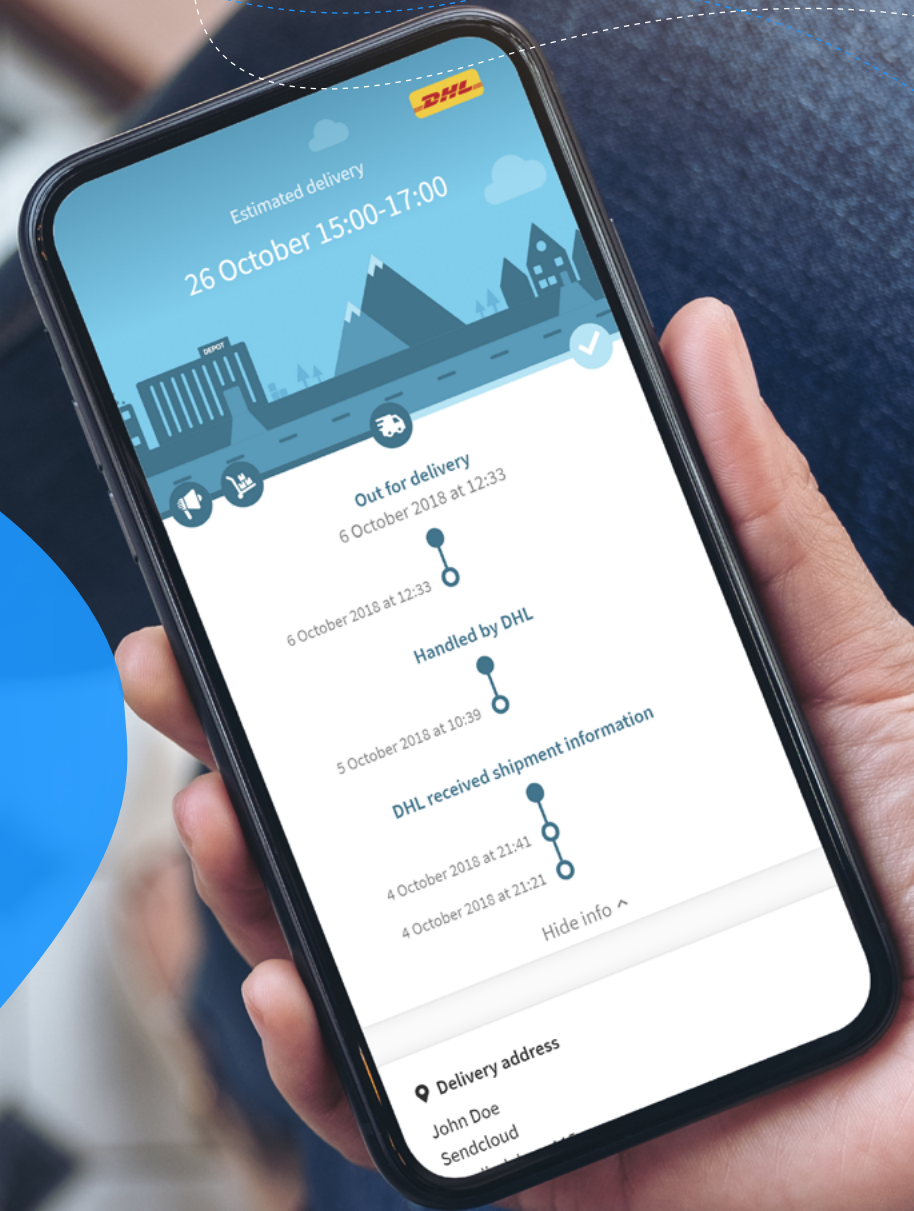 DHL
Estimated delivery
26 October 15:00-17:00
DEPOT
Out for delivery
6 October 2018 at 12:33
6 October 2018 at 12:33
Handled by DHL
5 October 2018 at 10:39
DHL received shipment information
4 October 2018 at 21:41
4 October 2018 at 21:21
Hide info
Delivery address
John Doe
Sendcloud